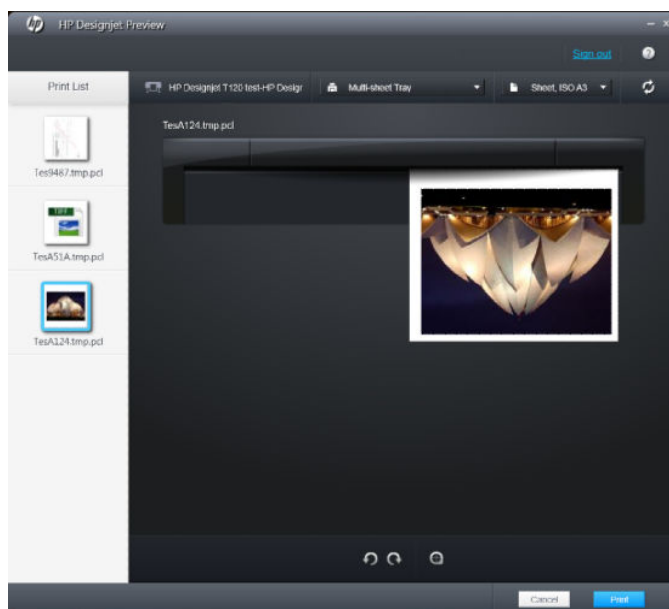 hp HP Designjet Preview
Sign out ?
Print List
HP Designjet T120 test-HP Design
Multi-sheet Tray
Sheet, ISO A3
TesA124.tmp.pcl
Tes9487.tmp.pcl
TIFF
TesA51A.tmp.pcl
TesA124.tmp.pcl
Cancel
Print